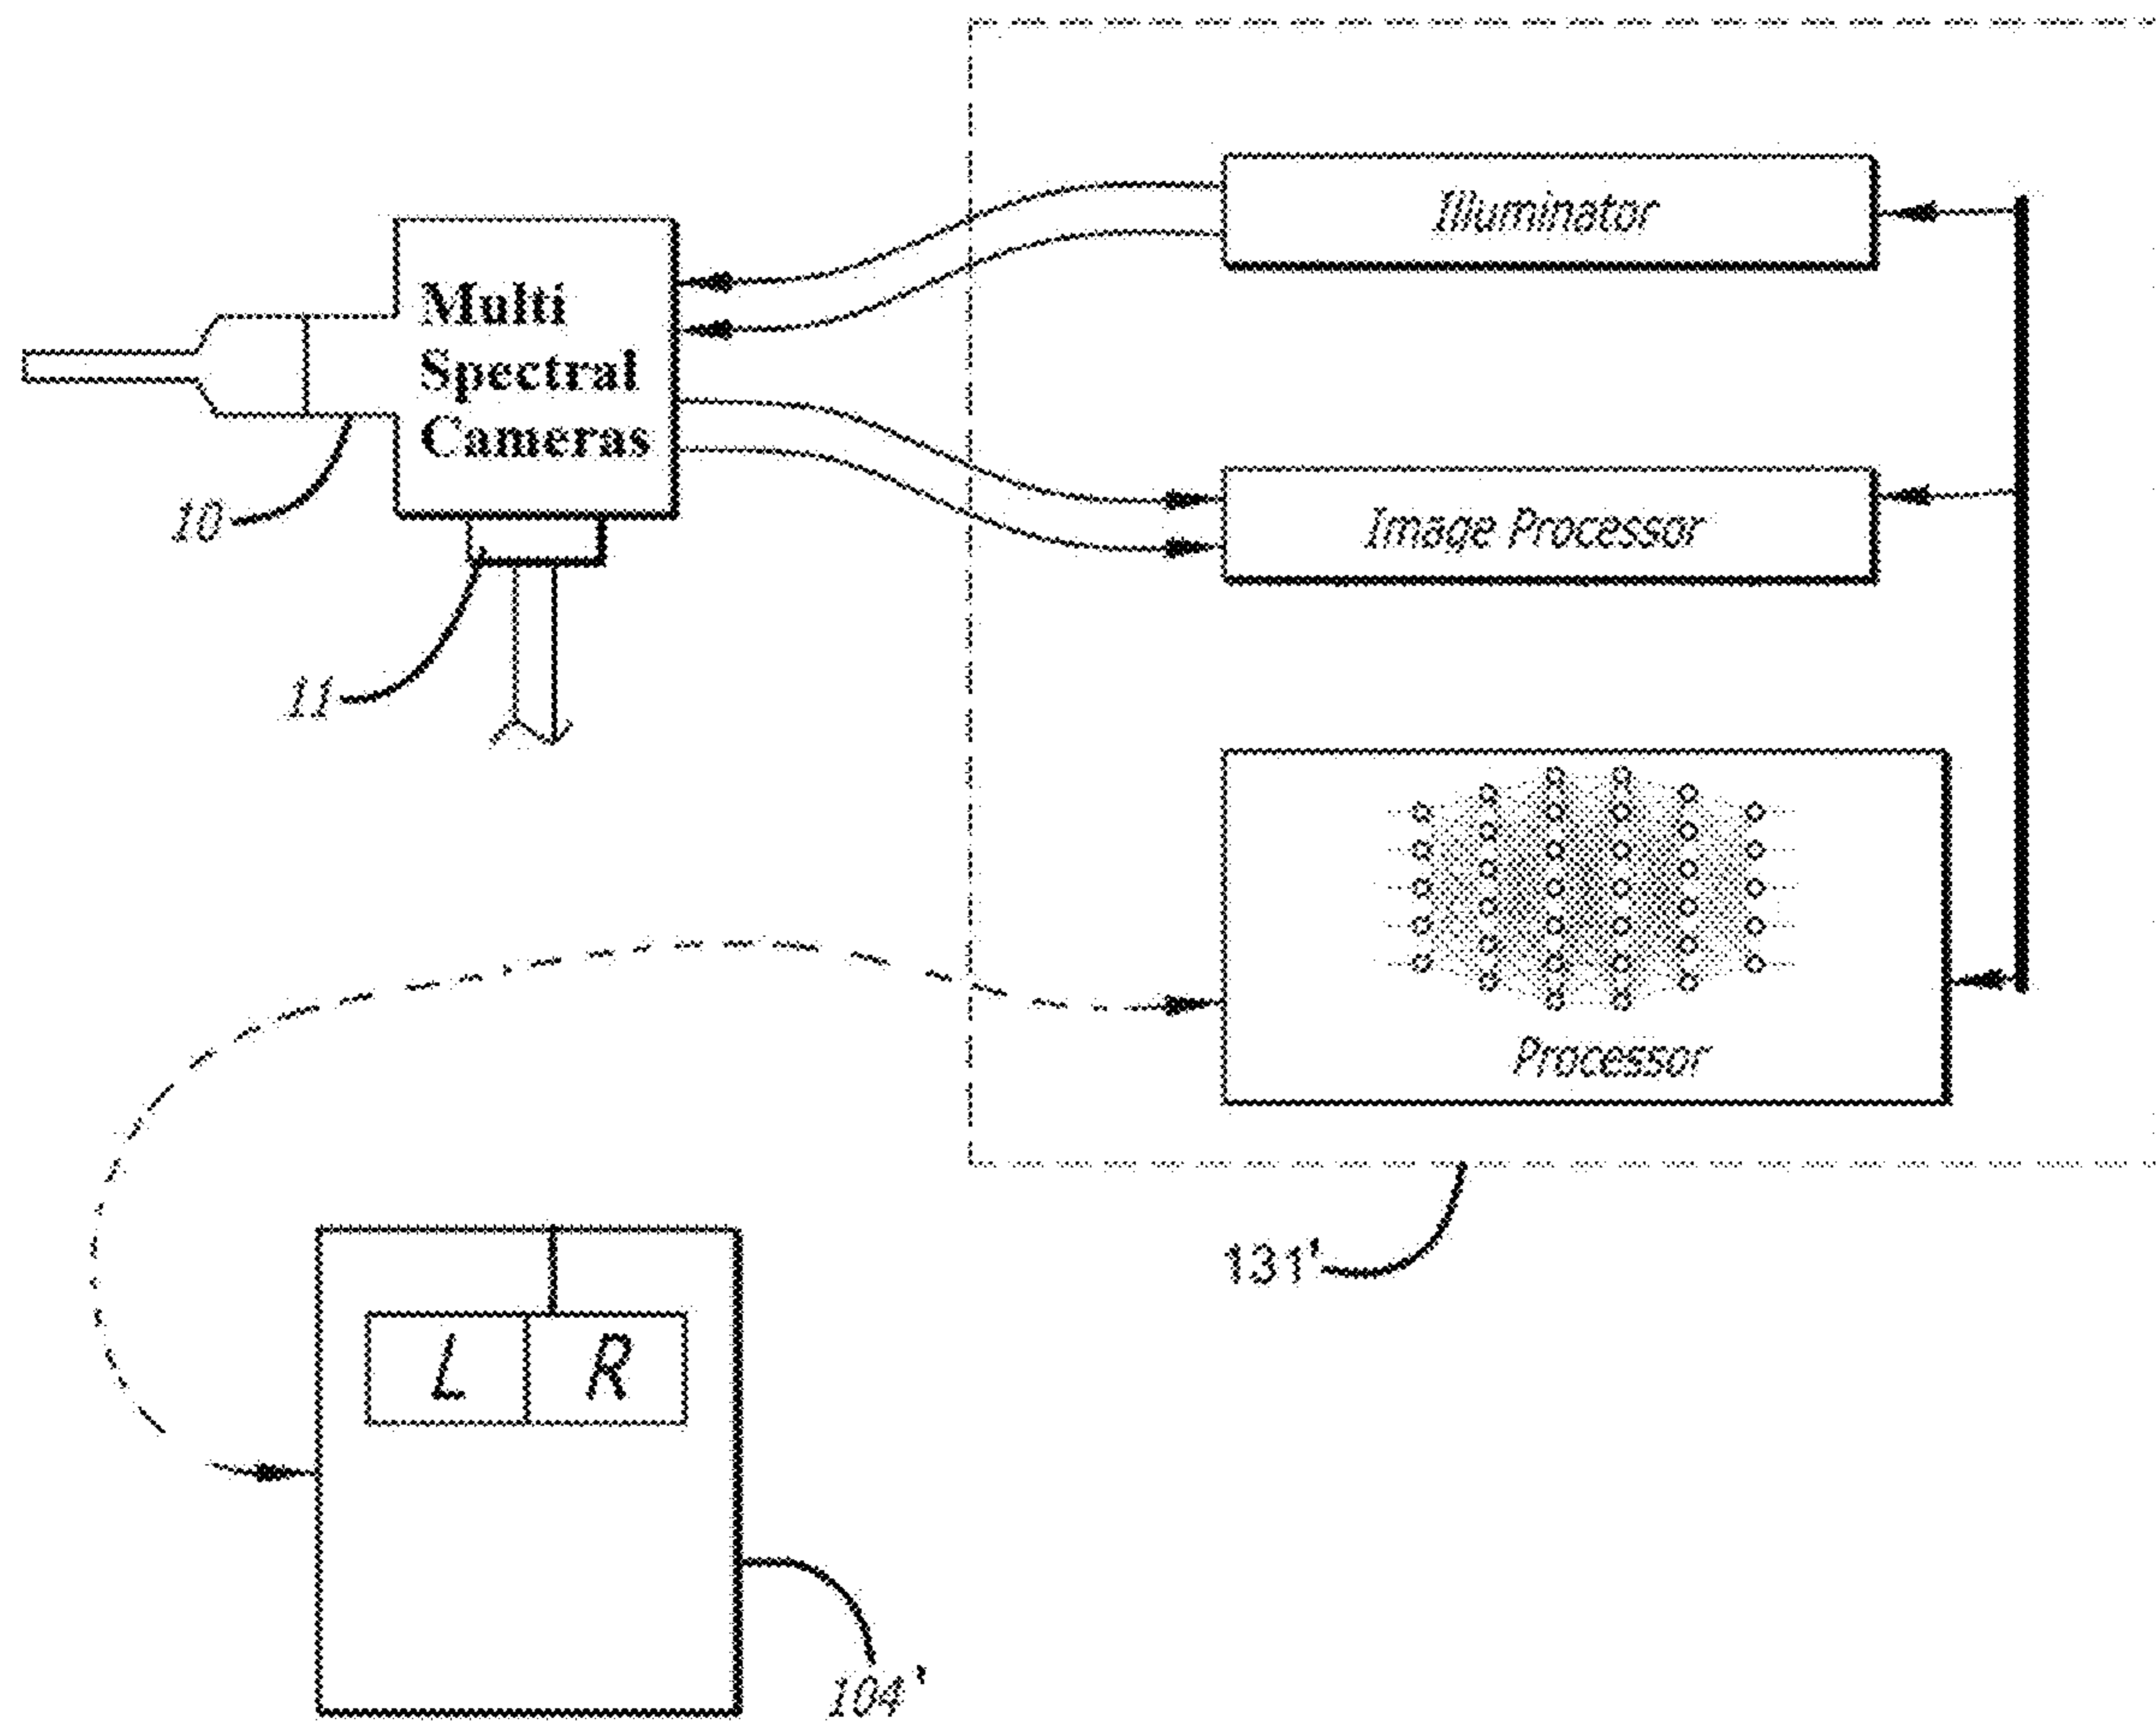 Illuminator
Multi
Spectral
Cameras
10
Image Processor
11
Processor
131'
L R
104'